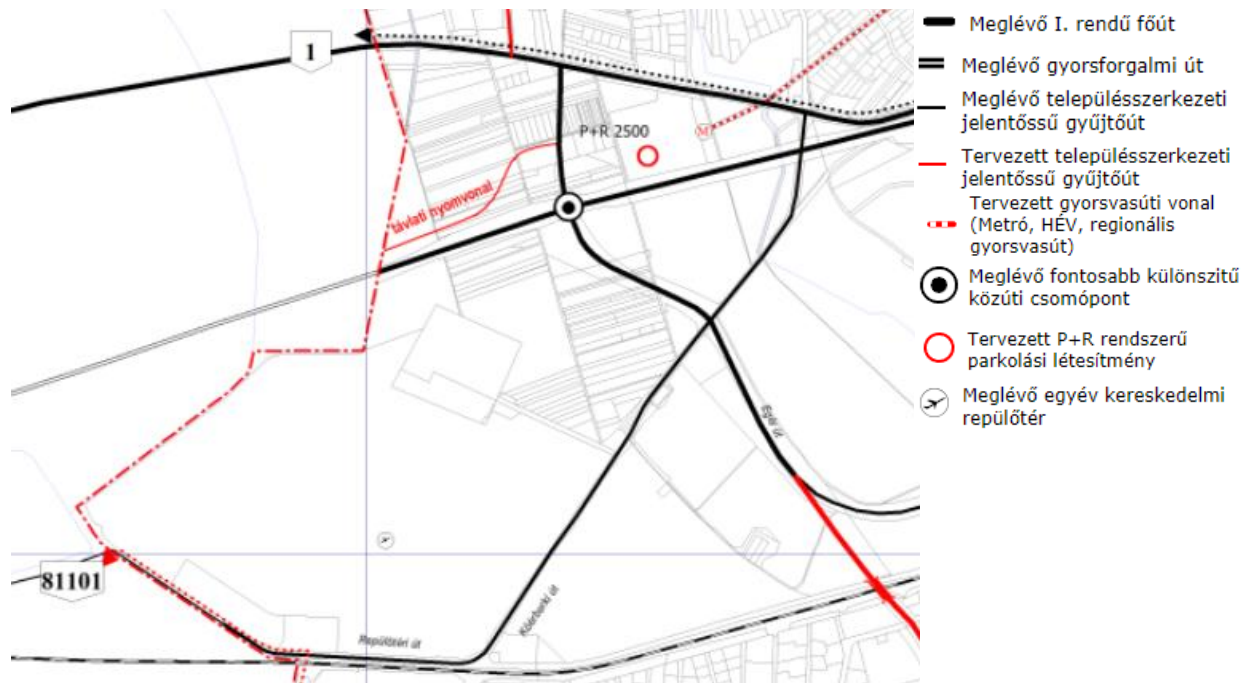 1
P+R 2500
M
távlati nyomvonal
Egér út
81101
Kőérberki út
Repülőtéri út
Meglévő I. rendű főút
Meglévő gyorsforgalmi út
Meglévő településszerkezeti
jelentőssű gyűjtőút
Tervezett településszerkezeti
jelentőssű gyűjtőút
Tervezett gyorsvasúti vonal
(Metró, HÉV, regionális
gyorsvasút)
Meglévő fontosabb különszitű
közúti csomópont
Tervezett P+R rendszerű
parkolási létesítmény
Meglévő egyév kereskedelmi
repülőtér